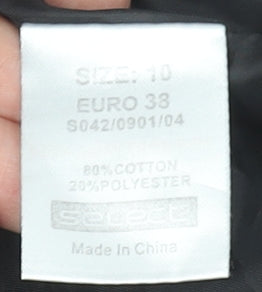 SIZE: 10
EURO 38
S042/0901/04
80%COTTON
20%POLYESTER
Select
Made In China